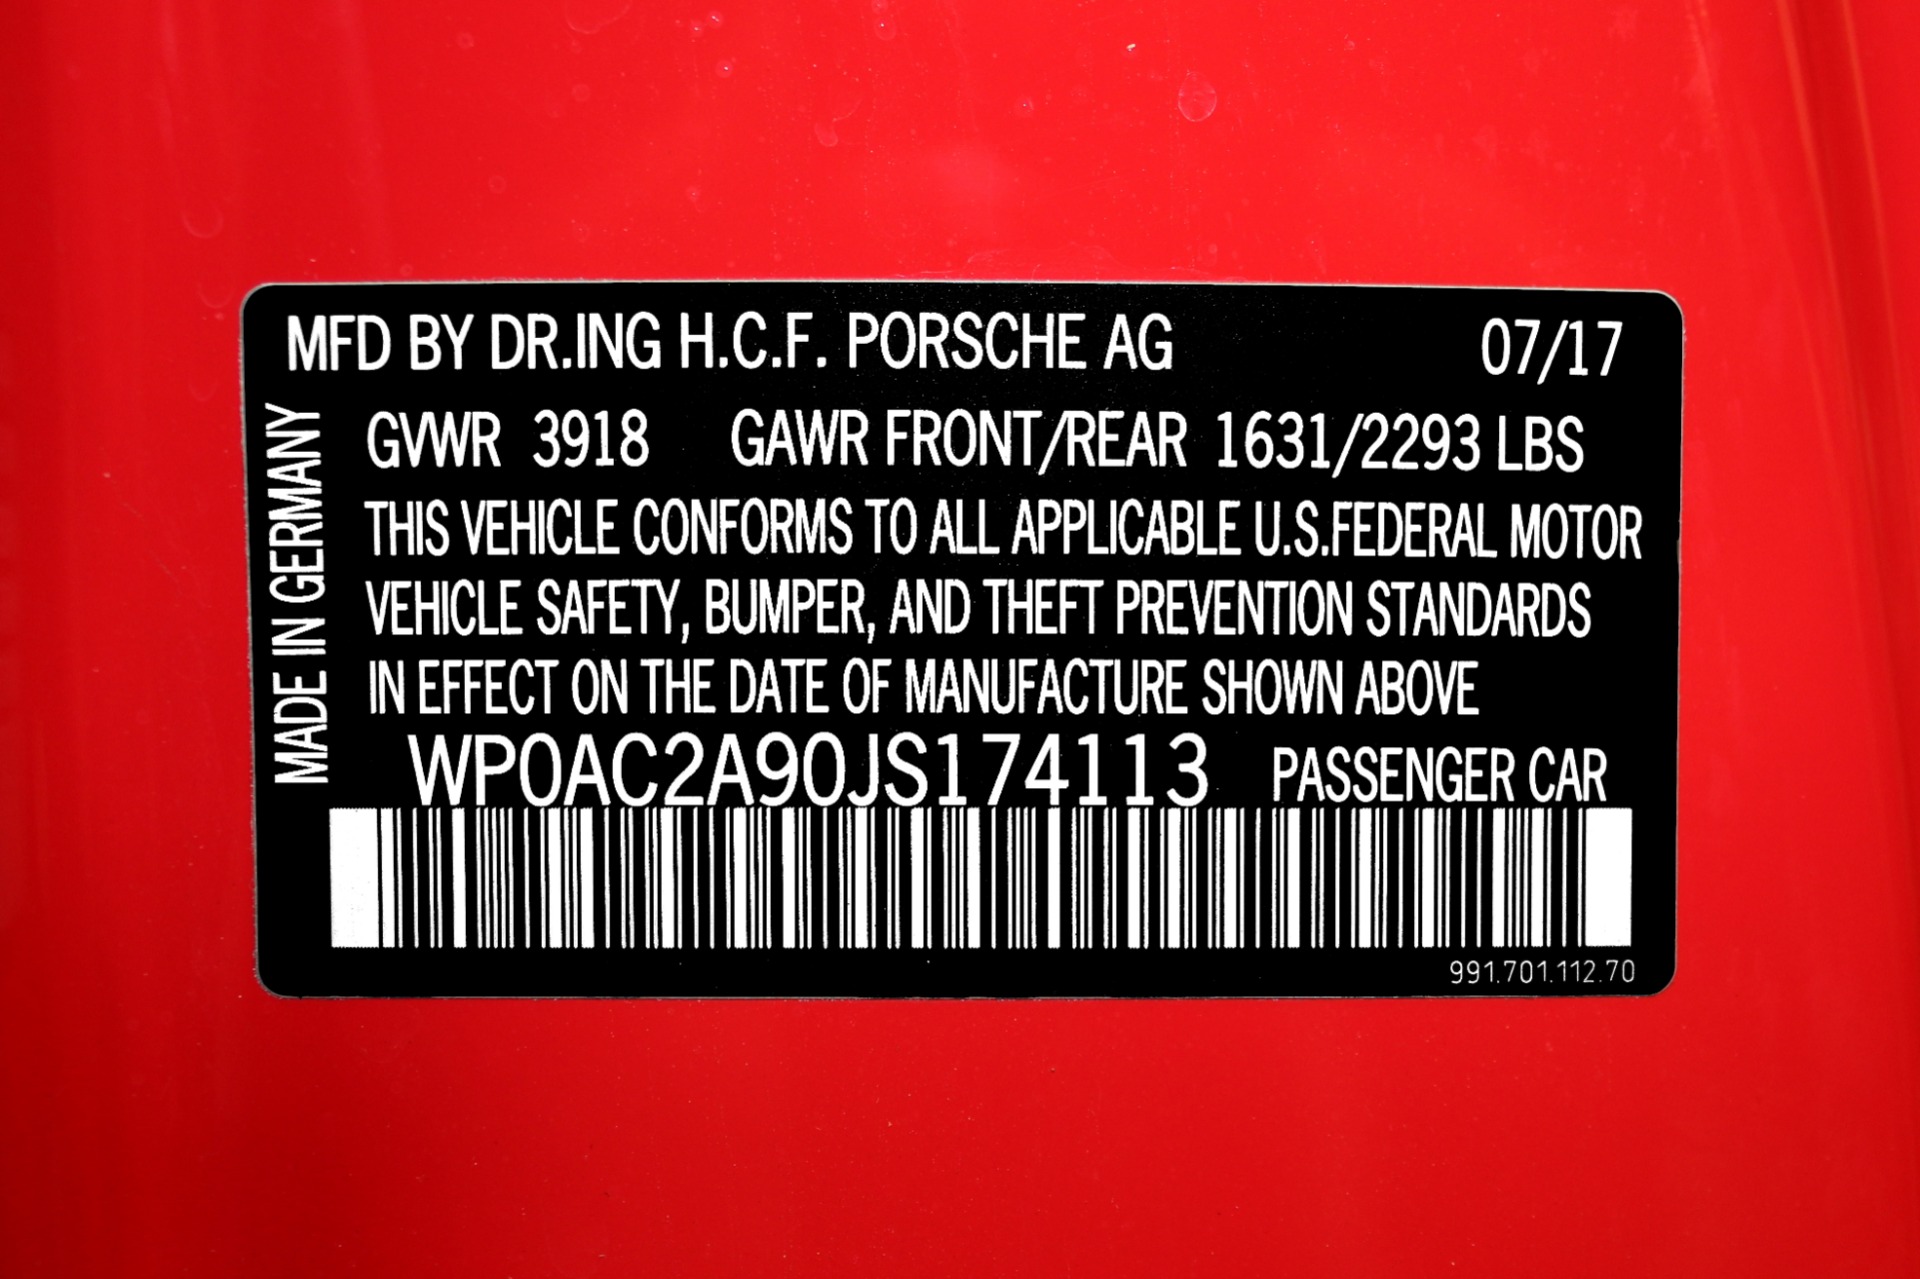 MFD BY DR.ING H.C.F. PORSCHE AG 07/17
GVWR 3918 GAWR FRONT/REAR 1631/2293 LBS
THIS VEHICLE CONFORMS TO ALL APPLICABLE U.S.FEDERAL MOTOR
VEHICLE SAFETY, BUMPER, AND THEFT PREVENTION STANDARDS
IN EFFECT ON THE DATE OF MANUFACTURE SHOWN ABOVE
MADE IN GERMANY
WP0AC2A90JS174113 PASSENGER CAR
991.701.112.70